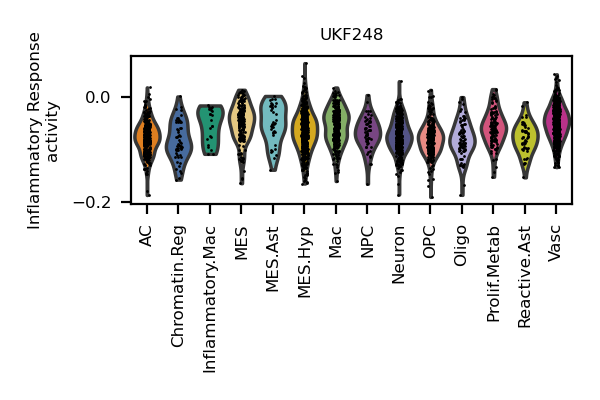 UKF248
Inflammatory Response
activity
0.0
−0.2
AC
Chromatin.Reg
Inflammatory.Mac
MES
MES.Ast
MES.Hyp
Mac
NPC
Neuron
OPC
Oligo
Prolif.Metab
Reactive.Ast
Vasc